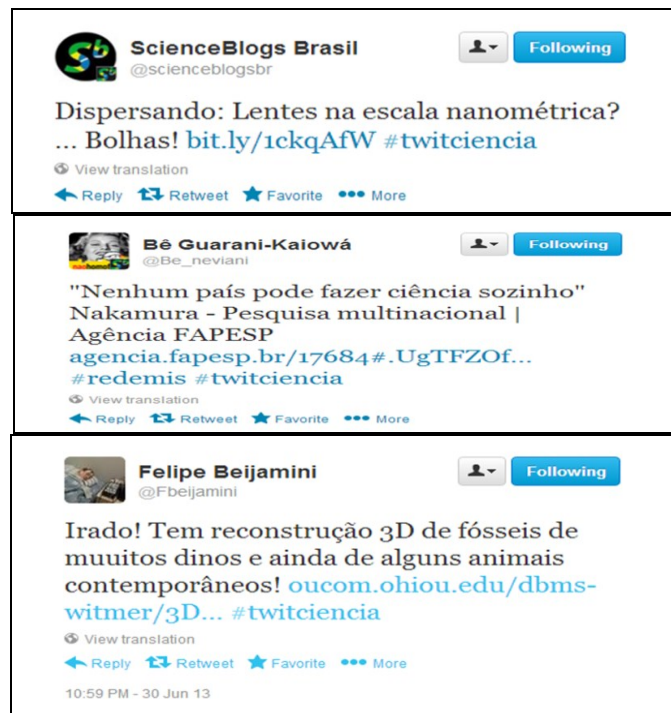 ScienceBlogs Brasil
Following
@scienceblogsbr
Dispersando: Lentes na escala nanométrica?
... Bolhas! bit.ly/1ckqAfW #twitciencia
View translation
Reply Retweet Favorite More
Bê Guarani-Kaiowá
Following
@Be_neviani
"Nenhum país pode fazer ciência sozinho"
Nakamura - Pesquisa multinacional |
Agência FAPESP
agencia.fapesp.br/17684#.UgTFZOf...
#redemis #twitciencia
View translation
Reply Retweet Favorite More
Felipe Beijamini
Following
@Fbeijamini
Irado! Tem reconstrução 3D de fósseis de
muuitos dinos e ainda de alguns animais
contemporâneos! oucom.ohiou.edu/dbms-
witmer/3D... #twitciencia
View translation
Reply Retweet Favorite More
10:59 PM - 30 Jun 13